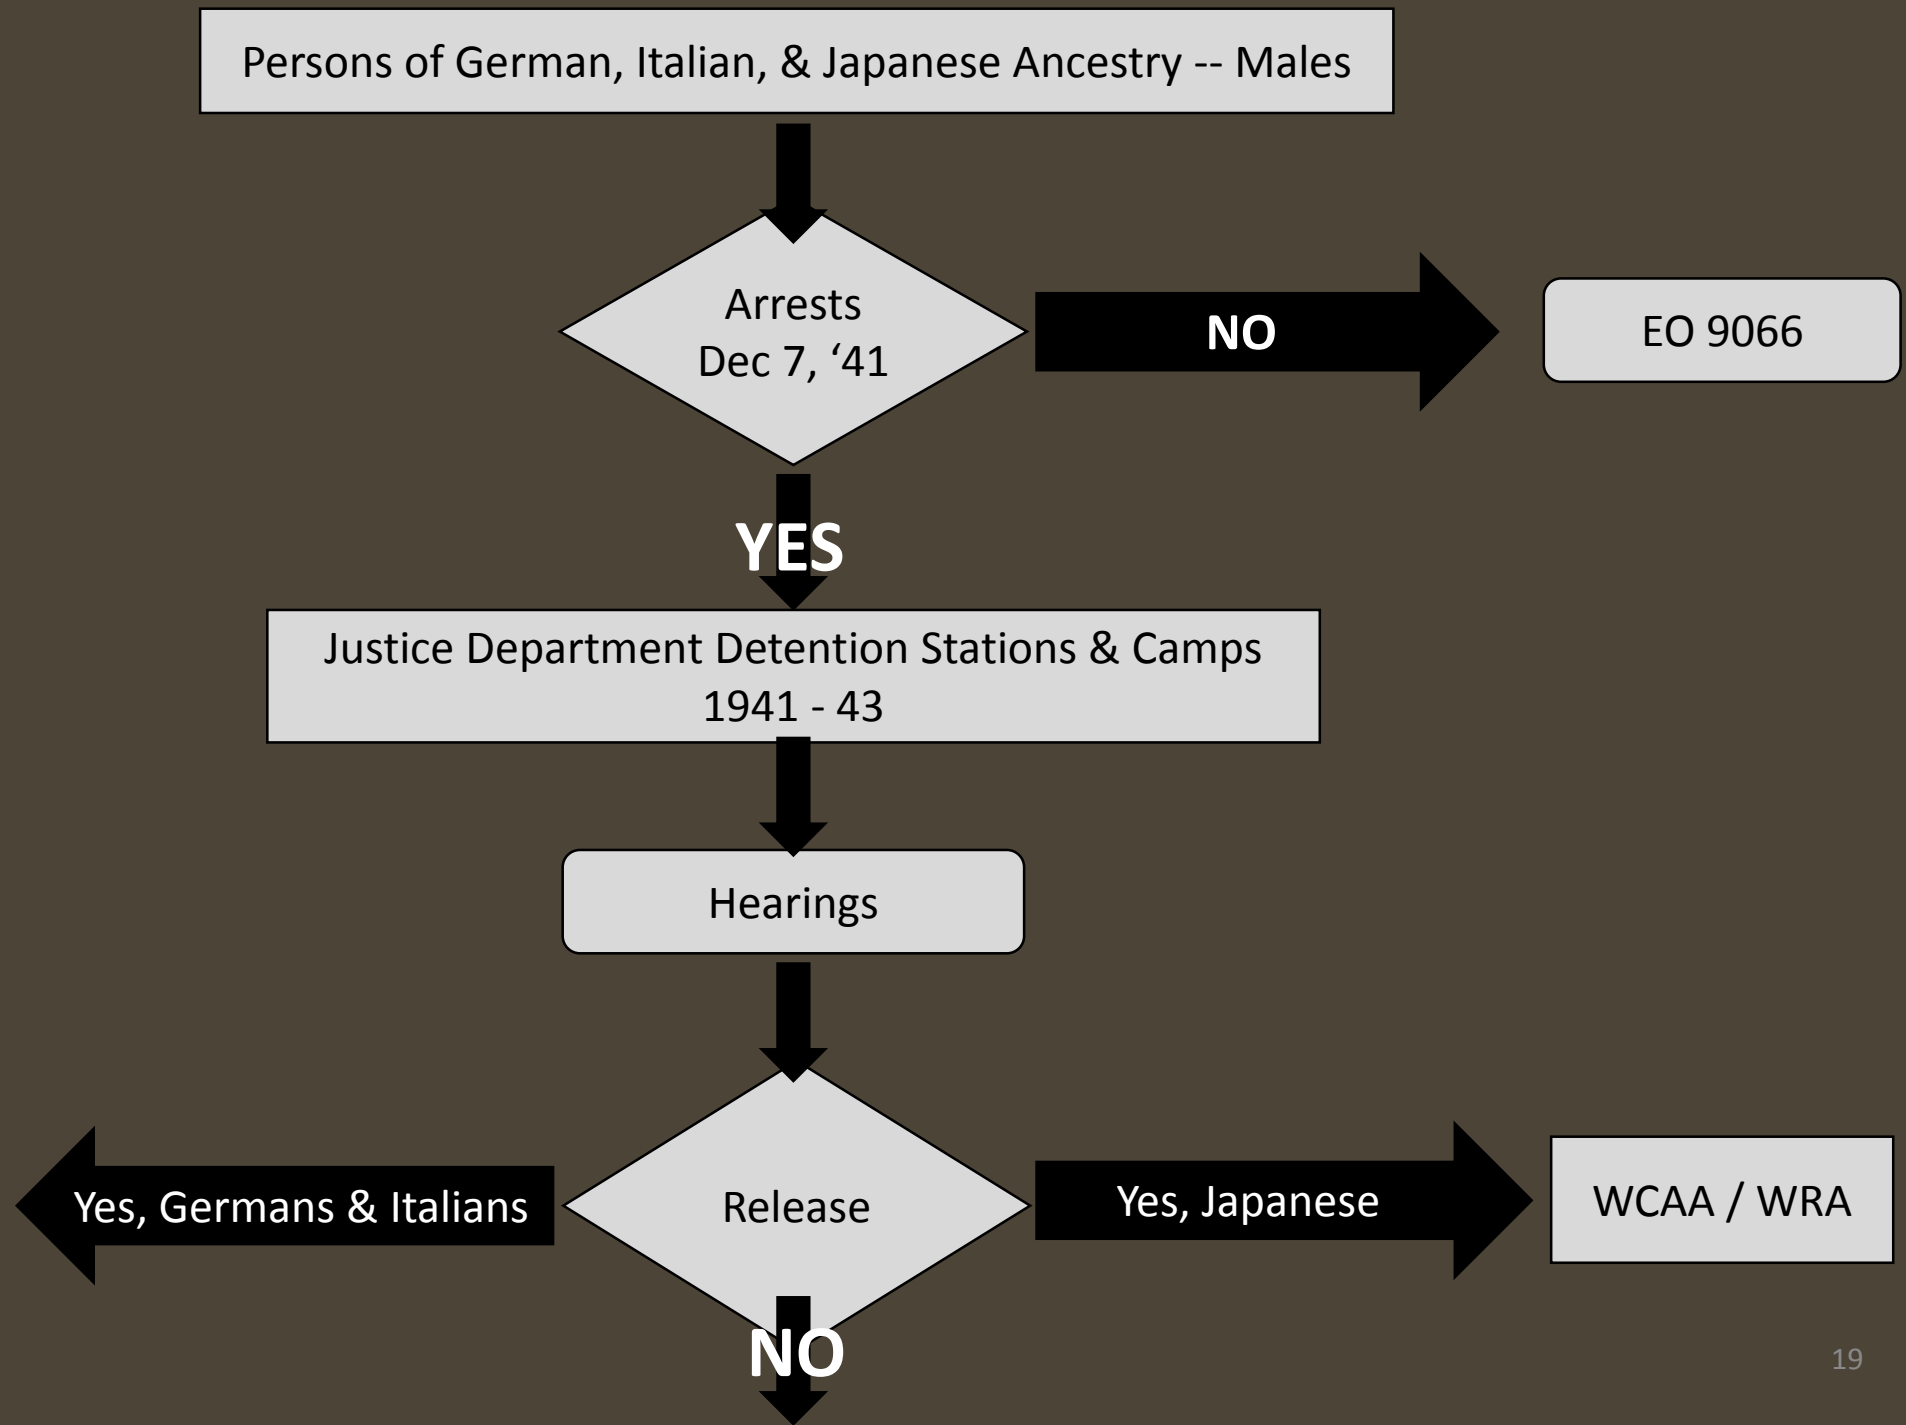 Persons of German, Italian, & Japanese Ancestry -- Males
Arrests
Dec 7, ‘41
NO
EO 9066
YES
Justice Department Detention Stations & Camps
1941 - 43
Hearings
Yes, Germans & Italians
Release
Yes, Japanese
WCAA / WRA
NO
19